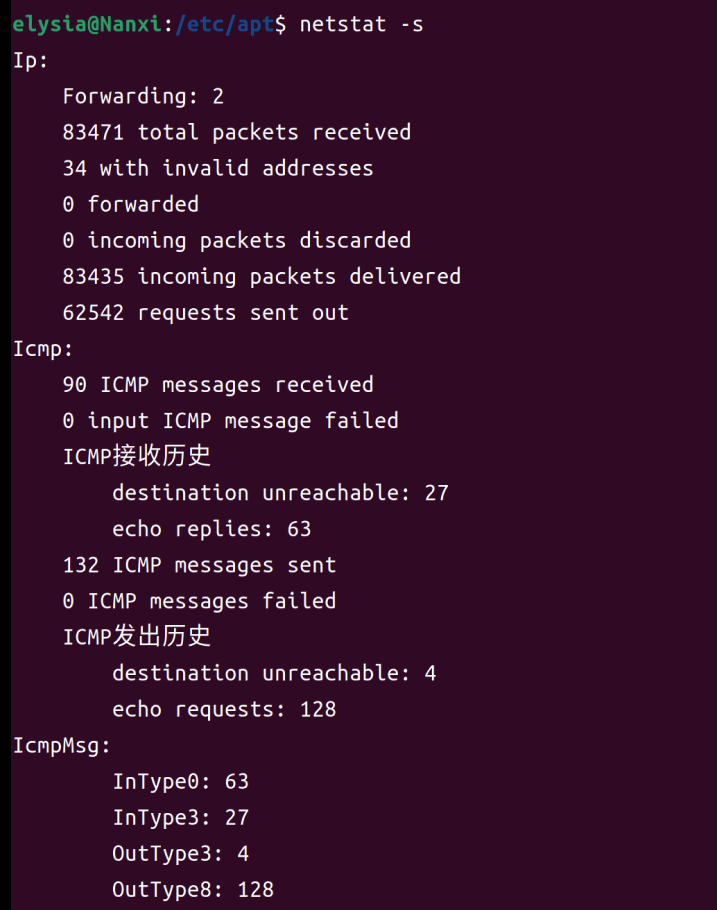 elysia@Nanxi:/etc/apt$ netstat -s
Ip:
    Forwarding: 2
    83471 total packets received
    34 with invalid addresses
    0 forwarded
    0 incoming packets discarded
    83435 incoming packets delivered
    62542 requests sent out
Icmp:
    90 ICMP messages received
    0 input ICMP message failed
    ICMP接收历史
        destination unreachable: 27
        echo replies: 63
    132 ICMP messages sent
    0 ICMP messages failed
    ICMP发出历史
        destination unreachable: 4
        echo requests: 128
IcmpMsg:
        InType0: 63
        InType3: 27
        OutType3: 4
        OutType8: 128